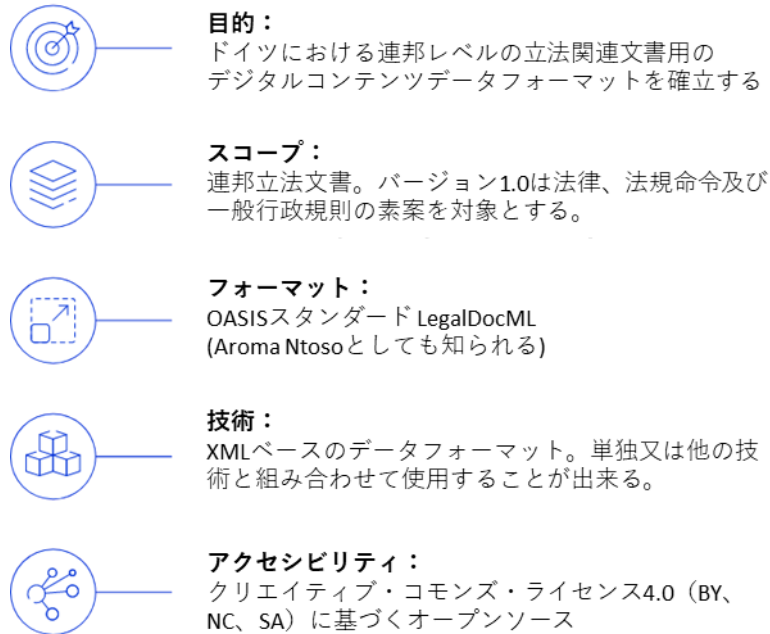 目的：
ドイツにおける連邦レベルの立法関連文書用の
デジタルコンテンツデータフォーマットを確立する
スコープ：
連邦立法文書。バージョン1.0は法律、法規命令及び
一般行政規則の素案を対象とする。
フォーマット：
OASISスタンダード LegalDocML
(Aroma Ntosoとしても知られる)
技術：
XMLベースのデータフォーマット。単独又は他の技
術と組み合わせて使用することが出来る。
アクセシビリティ：
クリエイティブ・コモンズ・ライセンス4.0（BY、
NC、SA）に基づくオープンソース